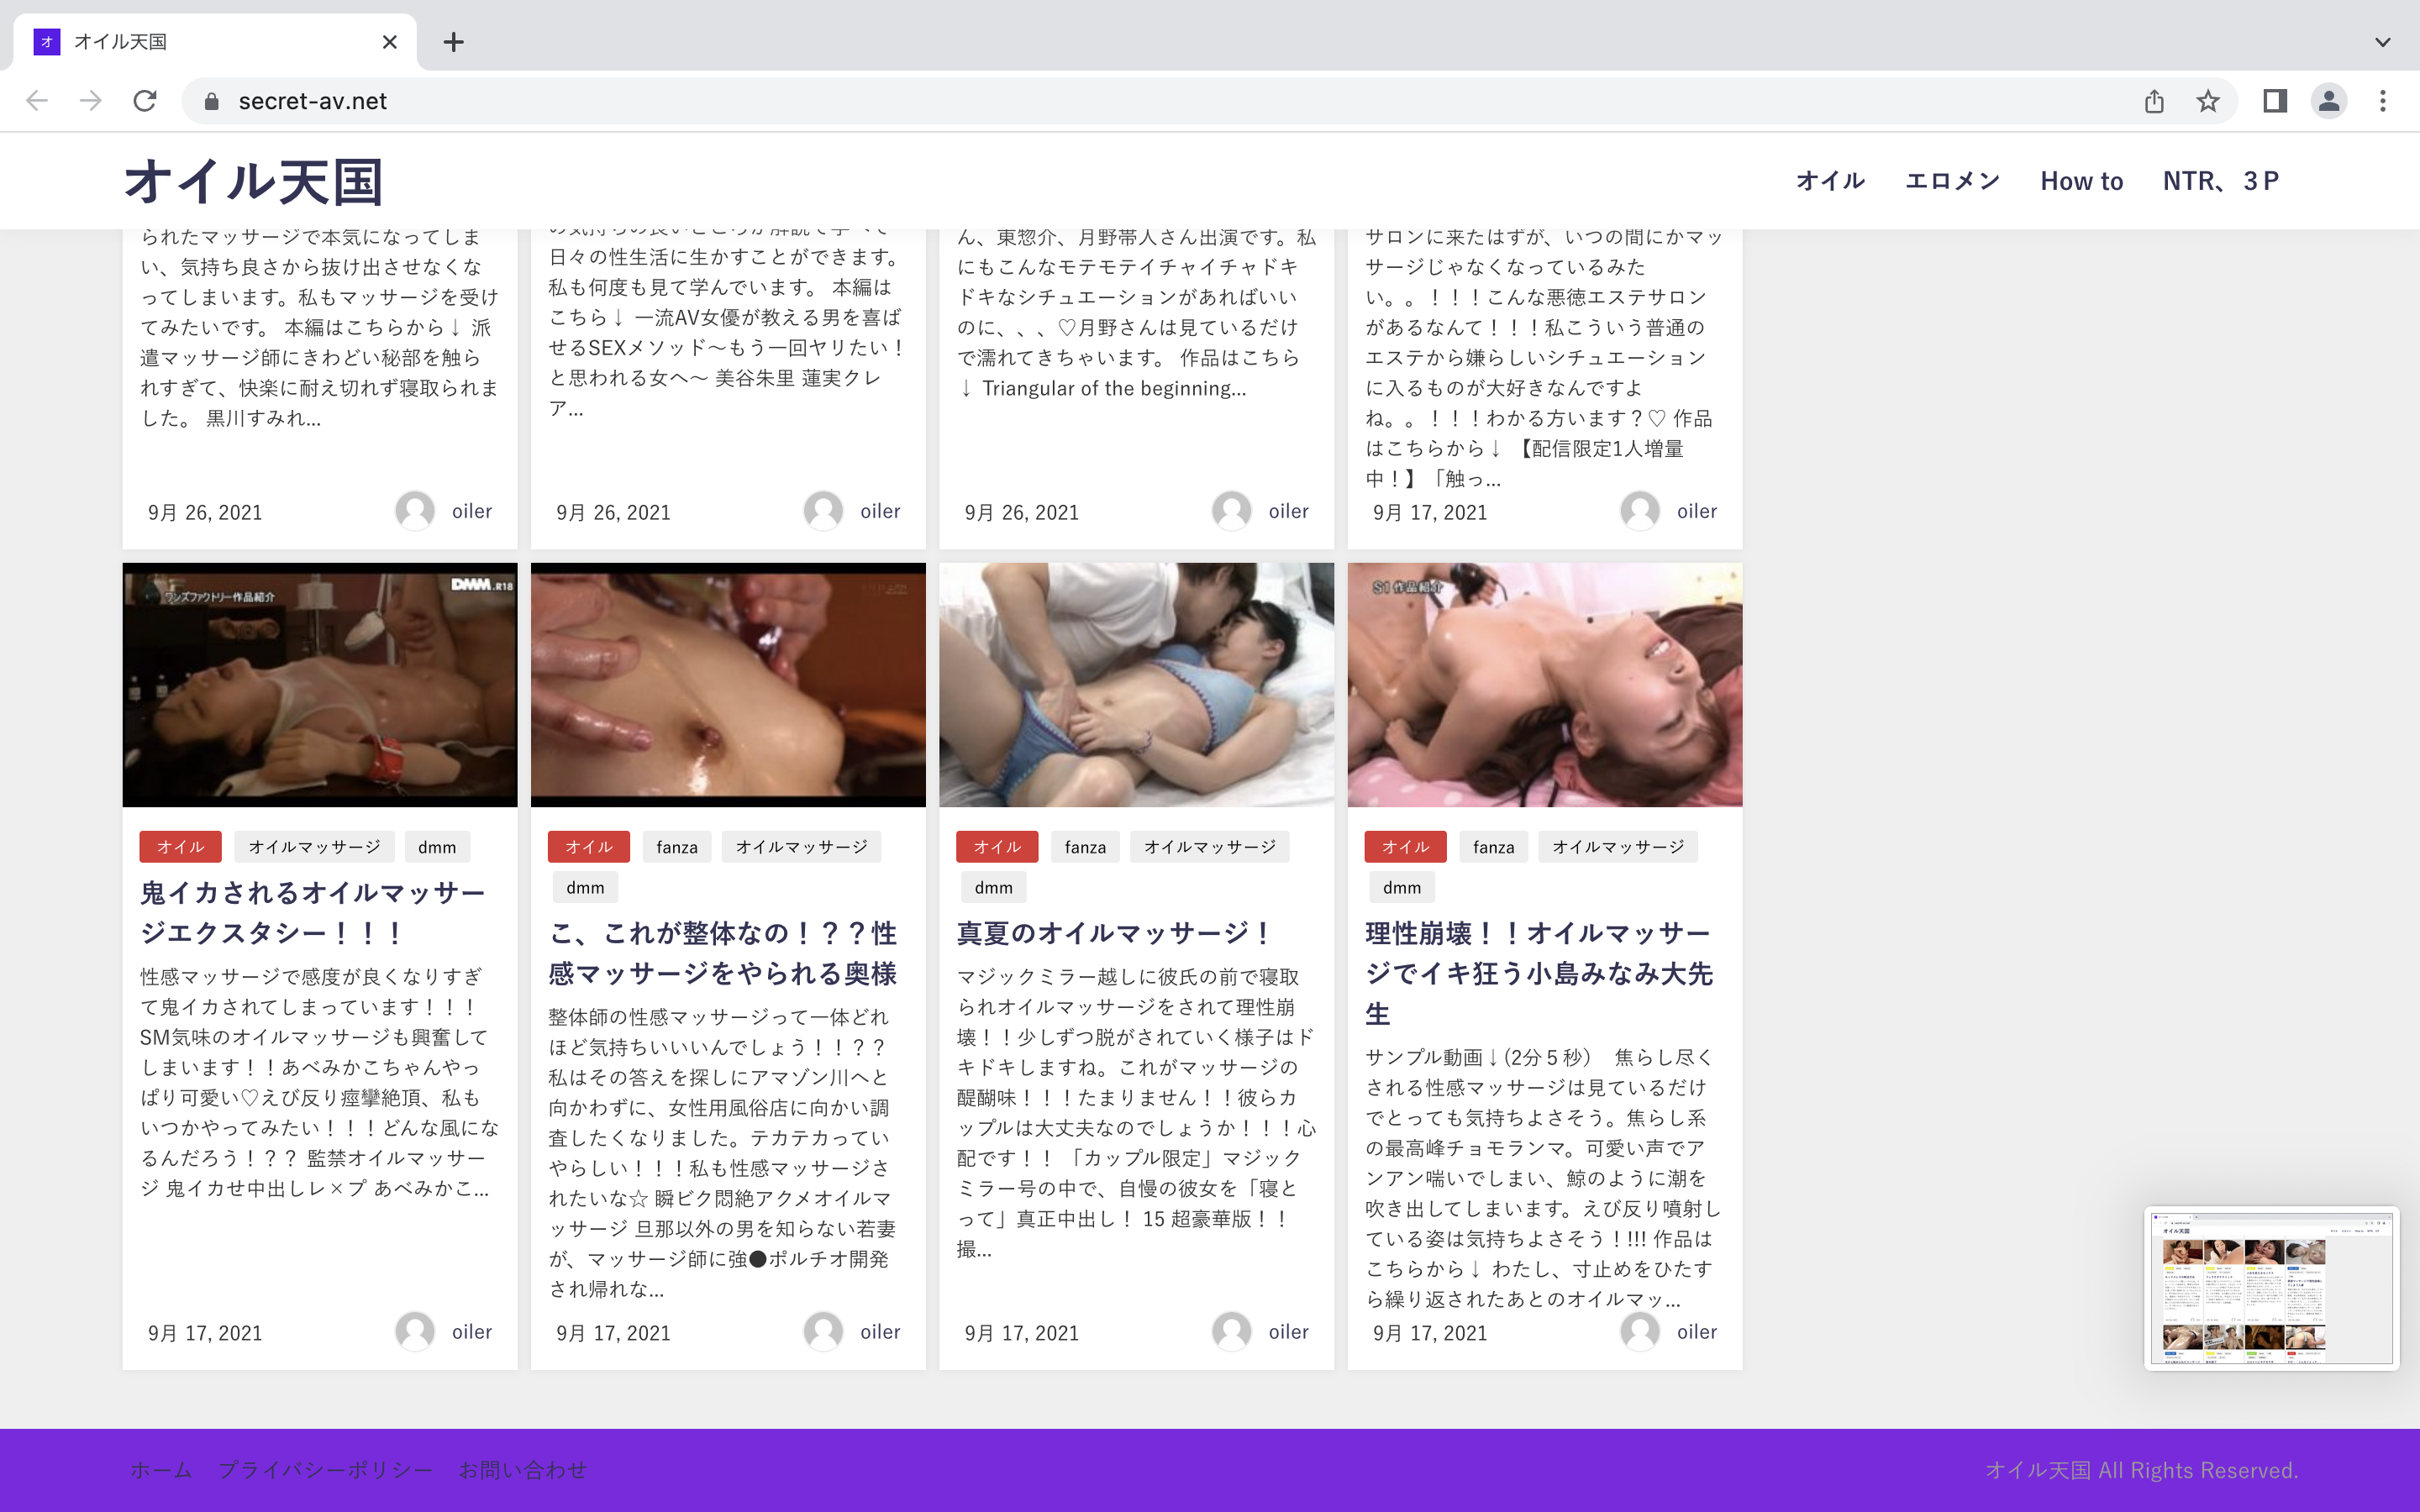 オ オイル天国
secret-av.net
オイル天国
オイル エロメン How to NTR、３P
られたマッサージで本気になってしま
い、気持ち良さから抜け出させなくな
ってしまいます。私もマッサージを受け
てみたいです。 本編はこちらから↓ 派
遣マッサージ師にきわどい秘部を触ら
れすぎて、快楽に耐え切れず寝取られま
した。 黒川すみれ...
9月 26, 2021 oiler
の気持ちの良いところが解説で学べて
日々の性生活に生かすことができます。
私も何度も見て学んでいます。 本編は
こちら↓ 一流AV女優が教える男を喜ば
せるSEXメソッド〜もう一回ヤリたい！
と思われる女へ〜 美谷朱里 蓮実クレ
ア...
9月 26, 2021 oiler
ん、東惣介、月野帯人さん出演です。私
にもこんなモテモテイチャイチャドキ
ドキなシチュエーションがあればいい
のに、、、♡月野さんは見ているだけ
で濡れてきちゃいます。 作品はこちら
↓ Triangular of the beginning...
9月 26, 2021 oiler
サロンに来たはずが、いつの間にかマッ
サージじゃなくなっているみた
い。。！！！こんな悪徳エステサロン
があるなんて！！！私こういう普通の
エステから嫌らしいシチュエーション
に入るものが大好きなんですよ
ね。。！！！わかる方います？♡ 作品
はこちらから↓ 【配信限定1人増量
中！】「触っ...
9月 17, 2021 oiler
ワンズファクトリー作品紹介
DMM.R18
オイル オイルマッサージ dmm
鬼イカされるオイルマッサー
ジエクスタシー！！！
性感マッサージで感度が良くなりすぎ
て鬼イカされてしまっています！！！
SM気味のオイルマッサージも興奮して
しまいます！！あべみかこちゃんやっ
ぱり可愛い♡えび反り痙攣絶頂、私も
いつかやってみたい！！！どんな風にな
るんだろう！？？ 監禁オイルマッサー
ジ 鬼イカせ中出しレ×プ あべみかこ...
9月 17, 2021 oiler
オイル fanza オイルマッサージ
dmm
こ、これが整体なの！？？性
感マッサージをやられる奥様
整体師の性感マッサージって一体どれ
ほど気持ちいいいんでしょう！！？？
私はその答えを探しにアマゾン川へと
向かわずに、女性用風俗店に向かい調
査したくなりました。テカテカってい
やらしい！！！私も性感マッサージさ
れたいな☆ 瞬ビク悶絶アクメオイルマ
ッサージ 旦那以外の男を知らない若妻
が、マッサージ師に強●ポルチオ開発
され帰れな...
9月 17, 2021 oiler
オイル fanza オイルマッサージ
dmm
真夏のオイルマッサージ！
マジックミラー越しに彼氏の前で寝取
られオイルマッサージをされて理性崩
壊！！少しずつ脱がされていく様子はド
キドキしますね。これがマッサージの
醍醐味！！！たまりません！！彼らカ
ップルは大丈夫なのでしょうか！！！心
配です！！ 「カップル限定」マジック
ミラー号の中で、自慢の彼女を「寝と
って」真正中出し！ 15 超豪華版！！
撮...
9月 17, 2021 oiler
S1 作品紹介
オイル fanza オイルマッサージ
dmm
理性崩壊！！オイルマッサー
ジでイキ狂う小島みなみ大先
生
サンプル動画↓(2分５秒） 焦らし尽く
される性感マッサージは見ているだけ
でとっても気持ちよさそう。焦らし系
の最高峰チョモランマ。可愛い声でア
ンアン喘いでしまい、鯨のように潮を
吹き出してしまいます。えび反り噴射し
ている姿は気持ちよさそう！!!! 作品は
こちらから↓ わたし、寸止めをひたす
ら繰り返されたあとのオイルマッ...
9月 17, 2021 oiler
オイル天国
ホーム プライバシーポリシー お問い合わせ
オイル天国 All Rights Reserved.